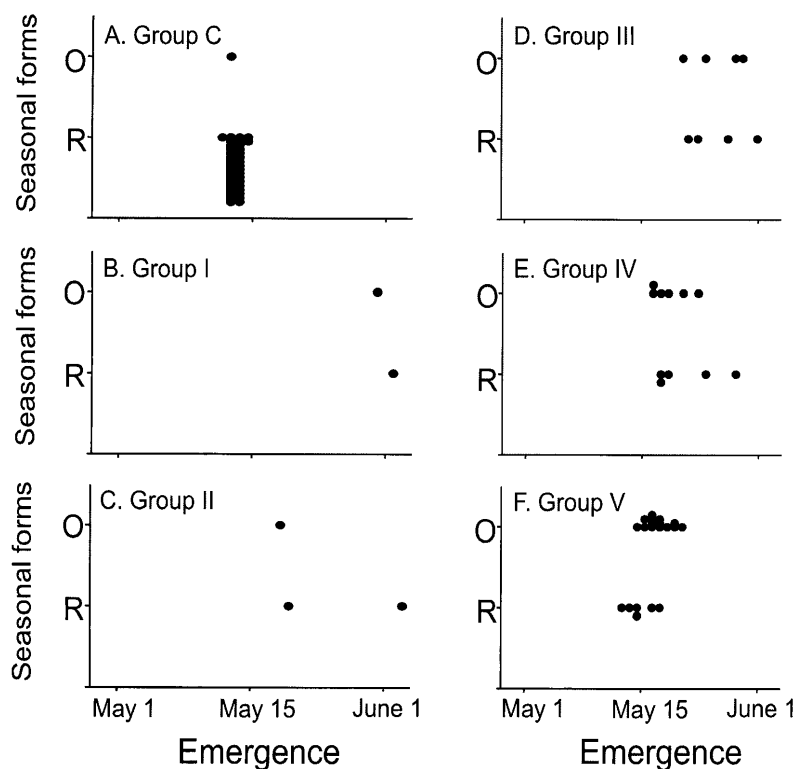 A. Group C
O
R
Seasonal forms
B. Group I
O
R
Seasonal forms
C. Group II
O
R
Seasonal forms
May 1
May 15
June 1
Emergence
D. Group III
O
R
E. Group IV
O
R
F. Group V
O
R
May 1
May 15
June 1
Emergence